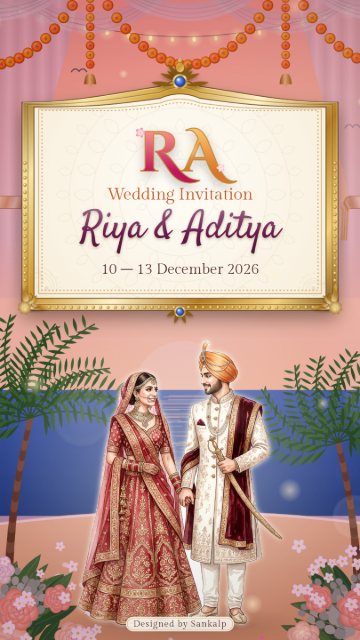 RA
Wedding Invitation
Riya & Aditya
10 — 13 December 2026
Designed by Sankalp